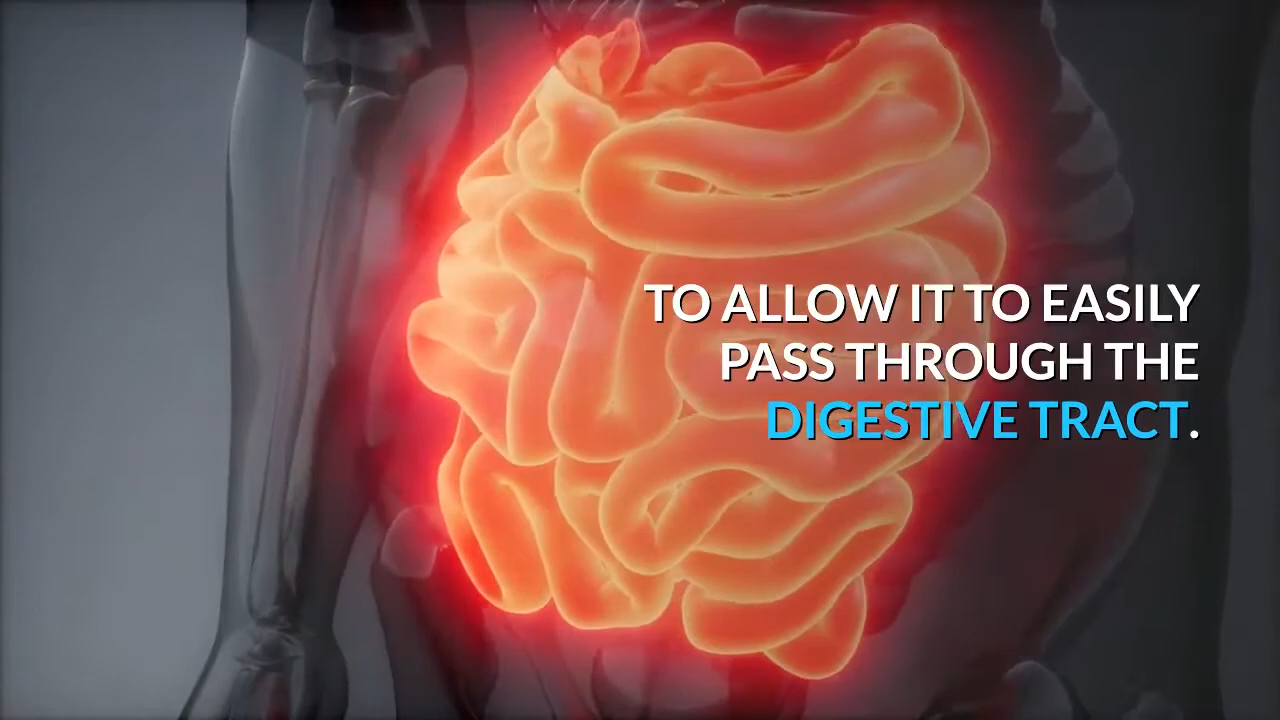 TO ALLOW IT TO EASILY
PASS THROUGH THE
DIGESTIVE TRACT.